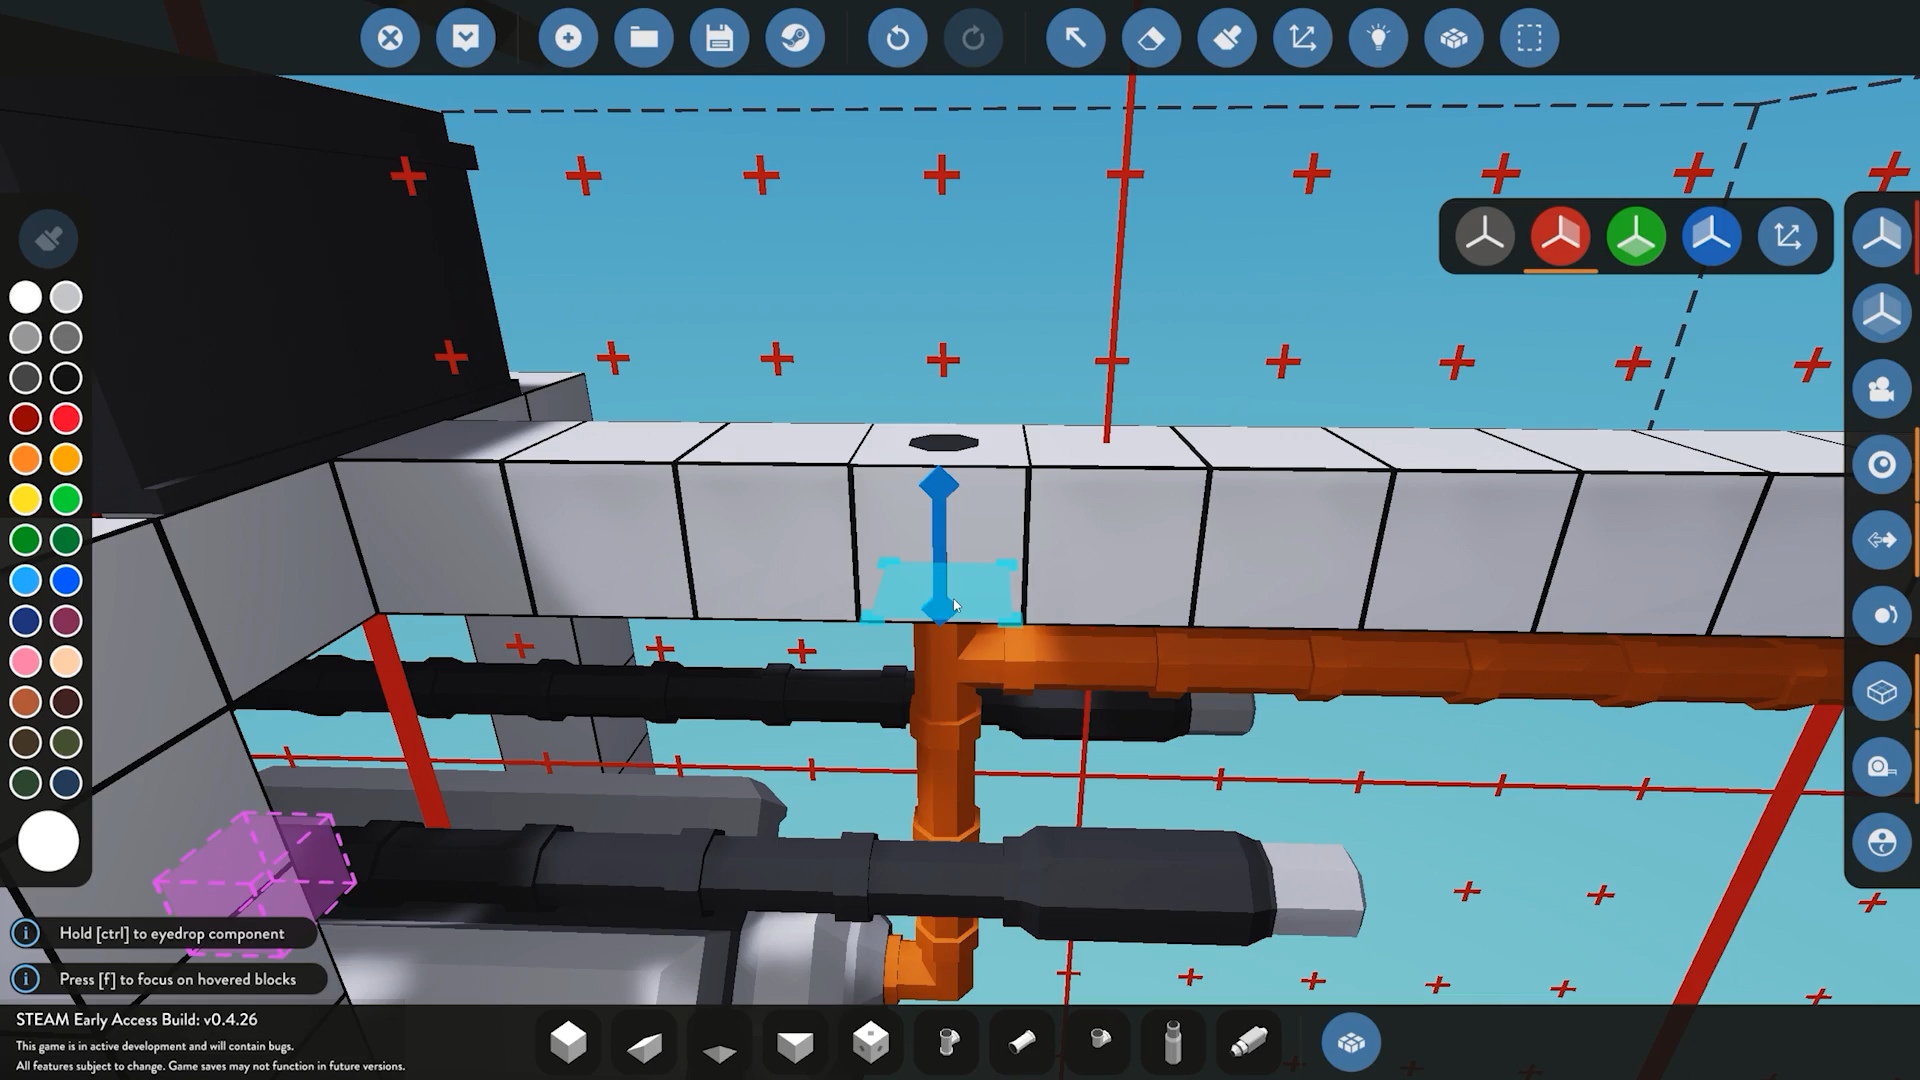 Hold [ctrl] to eyedrop component
Press [f] to focus on hovered blocks
STEAM Early Access Build: v0.4.26
This game is in active development and will contain bugs.
All features subject to change. Game saves may not function in future versions.